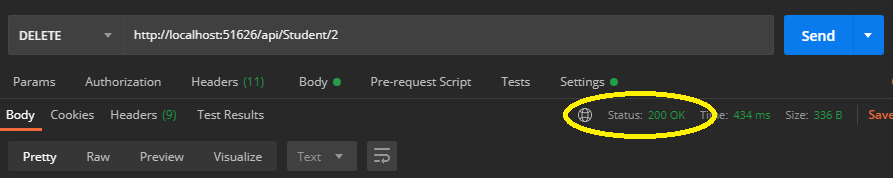 DELETE http://localhost:51626/api/Student/2 Send
Params Authorization Headers (11) Body Pre-request Script Tests Settings
Body Cookies Headers (9) Test Results Status: 200 OK Time: 434 ms Size: 336 B Save
Pretty Raw Preview Visualize Text